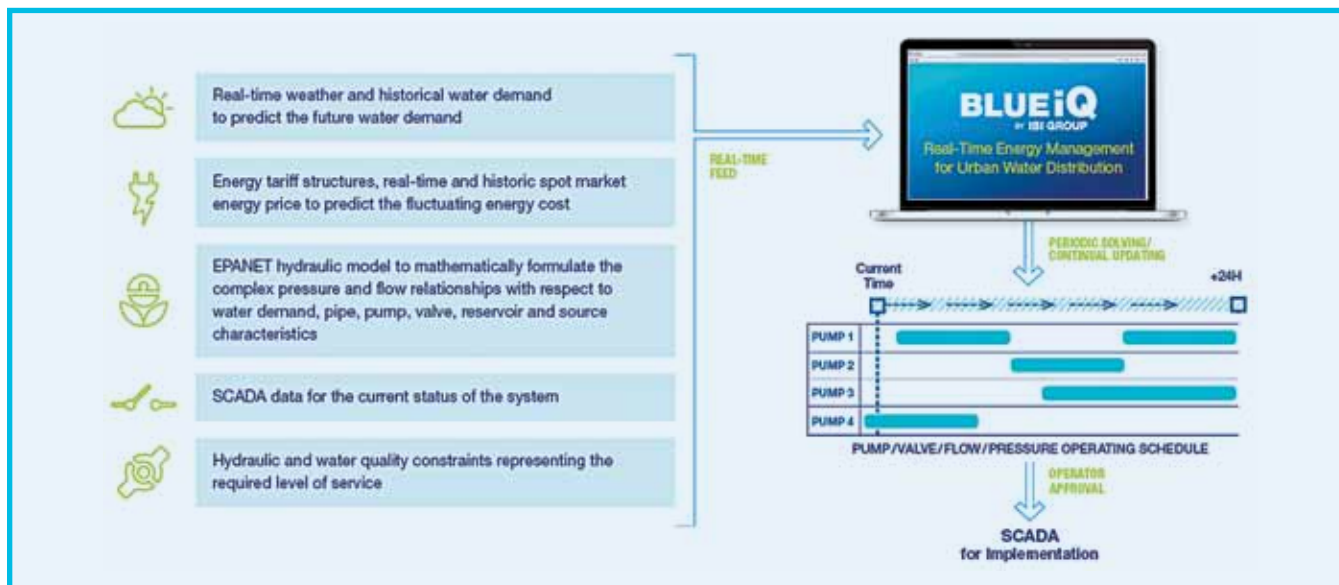 Real-time weather and historical water demand
to predict the future water demand
Energy tariff structures, real-time and historic spot market
energy price to predict the fluctuating energy cost
EPANET hydraulic model to mathematically formulate the
complex pressure and flow relationships with respect to
water demand, pipe, pump, valve, reservoir and source
characteristics
SCADA data for the current status of the system
Hydraulic and water quality constraints representing the
required level of service
REAL-TIME
FEED
BLUEiQ
BY IBI GROUP
Real-Time Energy Management
for Urban Water Distribution
PERIODIC SOLVING/
CONTINUAL UPDATING
Current
Time
+24H
PUMP 1
PUMP 2
PUMP 3
PUMP 4
PUMP/VALVE/FLOW/PRESSURE OPERATING SCHEDULE
OPERATOR
APPROVAL
SCADA
for Implementation